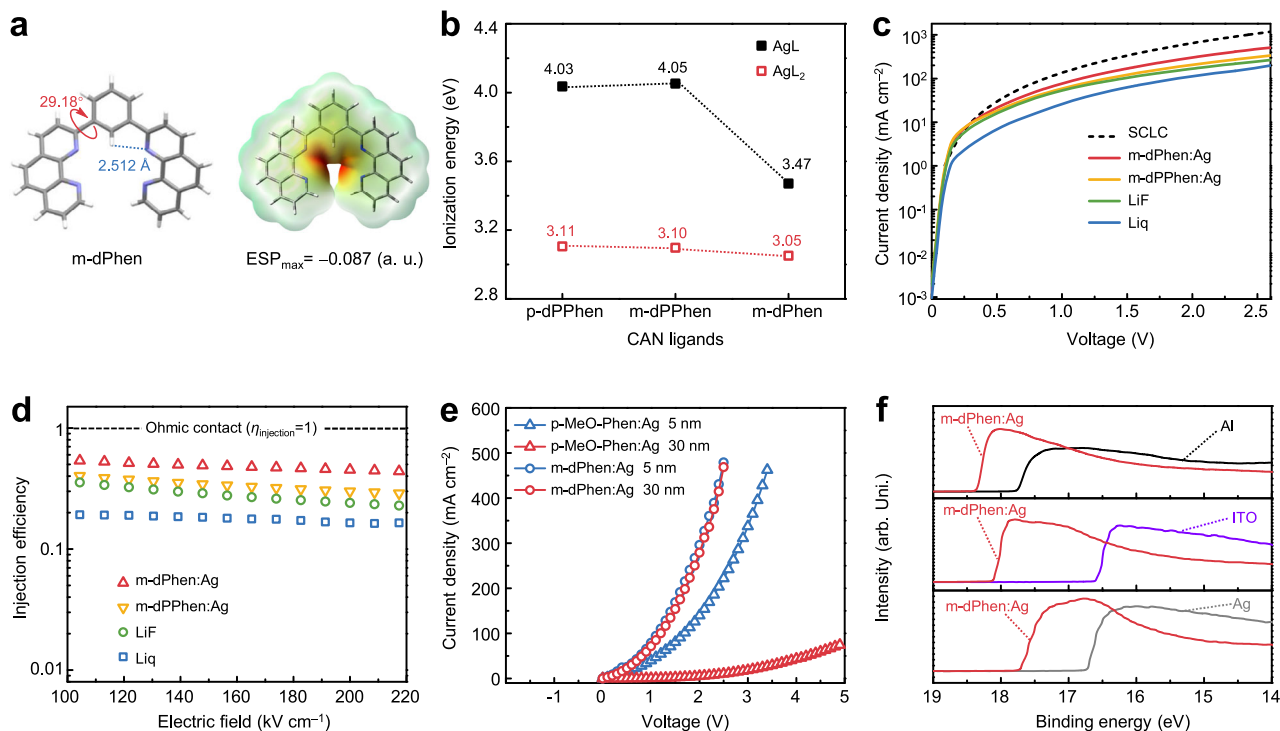 a
29.18°
2.512 Å
m-dPhen
ESPmax= −0.087 (a. u.)
b
Ionization energy (eV)
4.4
4.0
3.6
3.2
2.8
4.03
4.05
3.47
3.11
3.10
3.05
AgL
AgL2
p-dPPhen
m-dPPhen
m-dPhen
CAN ligands
c
Current density (mA cm−2)
10^3
10^2
10^1
10^0
10^-1
10^-2
10^-3
SCLC
m-dPhen:Ag
m-dPPhen:Ag
LiF
Liq
0
0.5
1.0
1.5
2.0
2.5
Voltage (V)
d
Injection efficiency
1
0.1
0.01
Ohmic contact (ηinjection=1)
m-dPhen:Ag
m-dPPhen:Ag
LiF
Liq
100
120
140
160
180
200
220
Electric field (kV cm−1)
e
Current density (mA cm−2)
600
500
400
300
200
100
0
p-MeO-Phen:Ag 5 nm
p-MeO-Phen:Ag 30 nm
m-dPhen:Ag 5 nm
m-dPhen:Ag 30 nm
-1
0
1
2
3
4
5
Voltage (V)
f
Intensity (arb. Uni.)
m-dPhen:Ag
Al
m-dPhen:Ag
ITO
m-dPhen:Ag
Ag
19
18
17
16
15
14
Binding energy (eV)